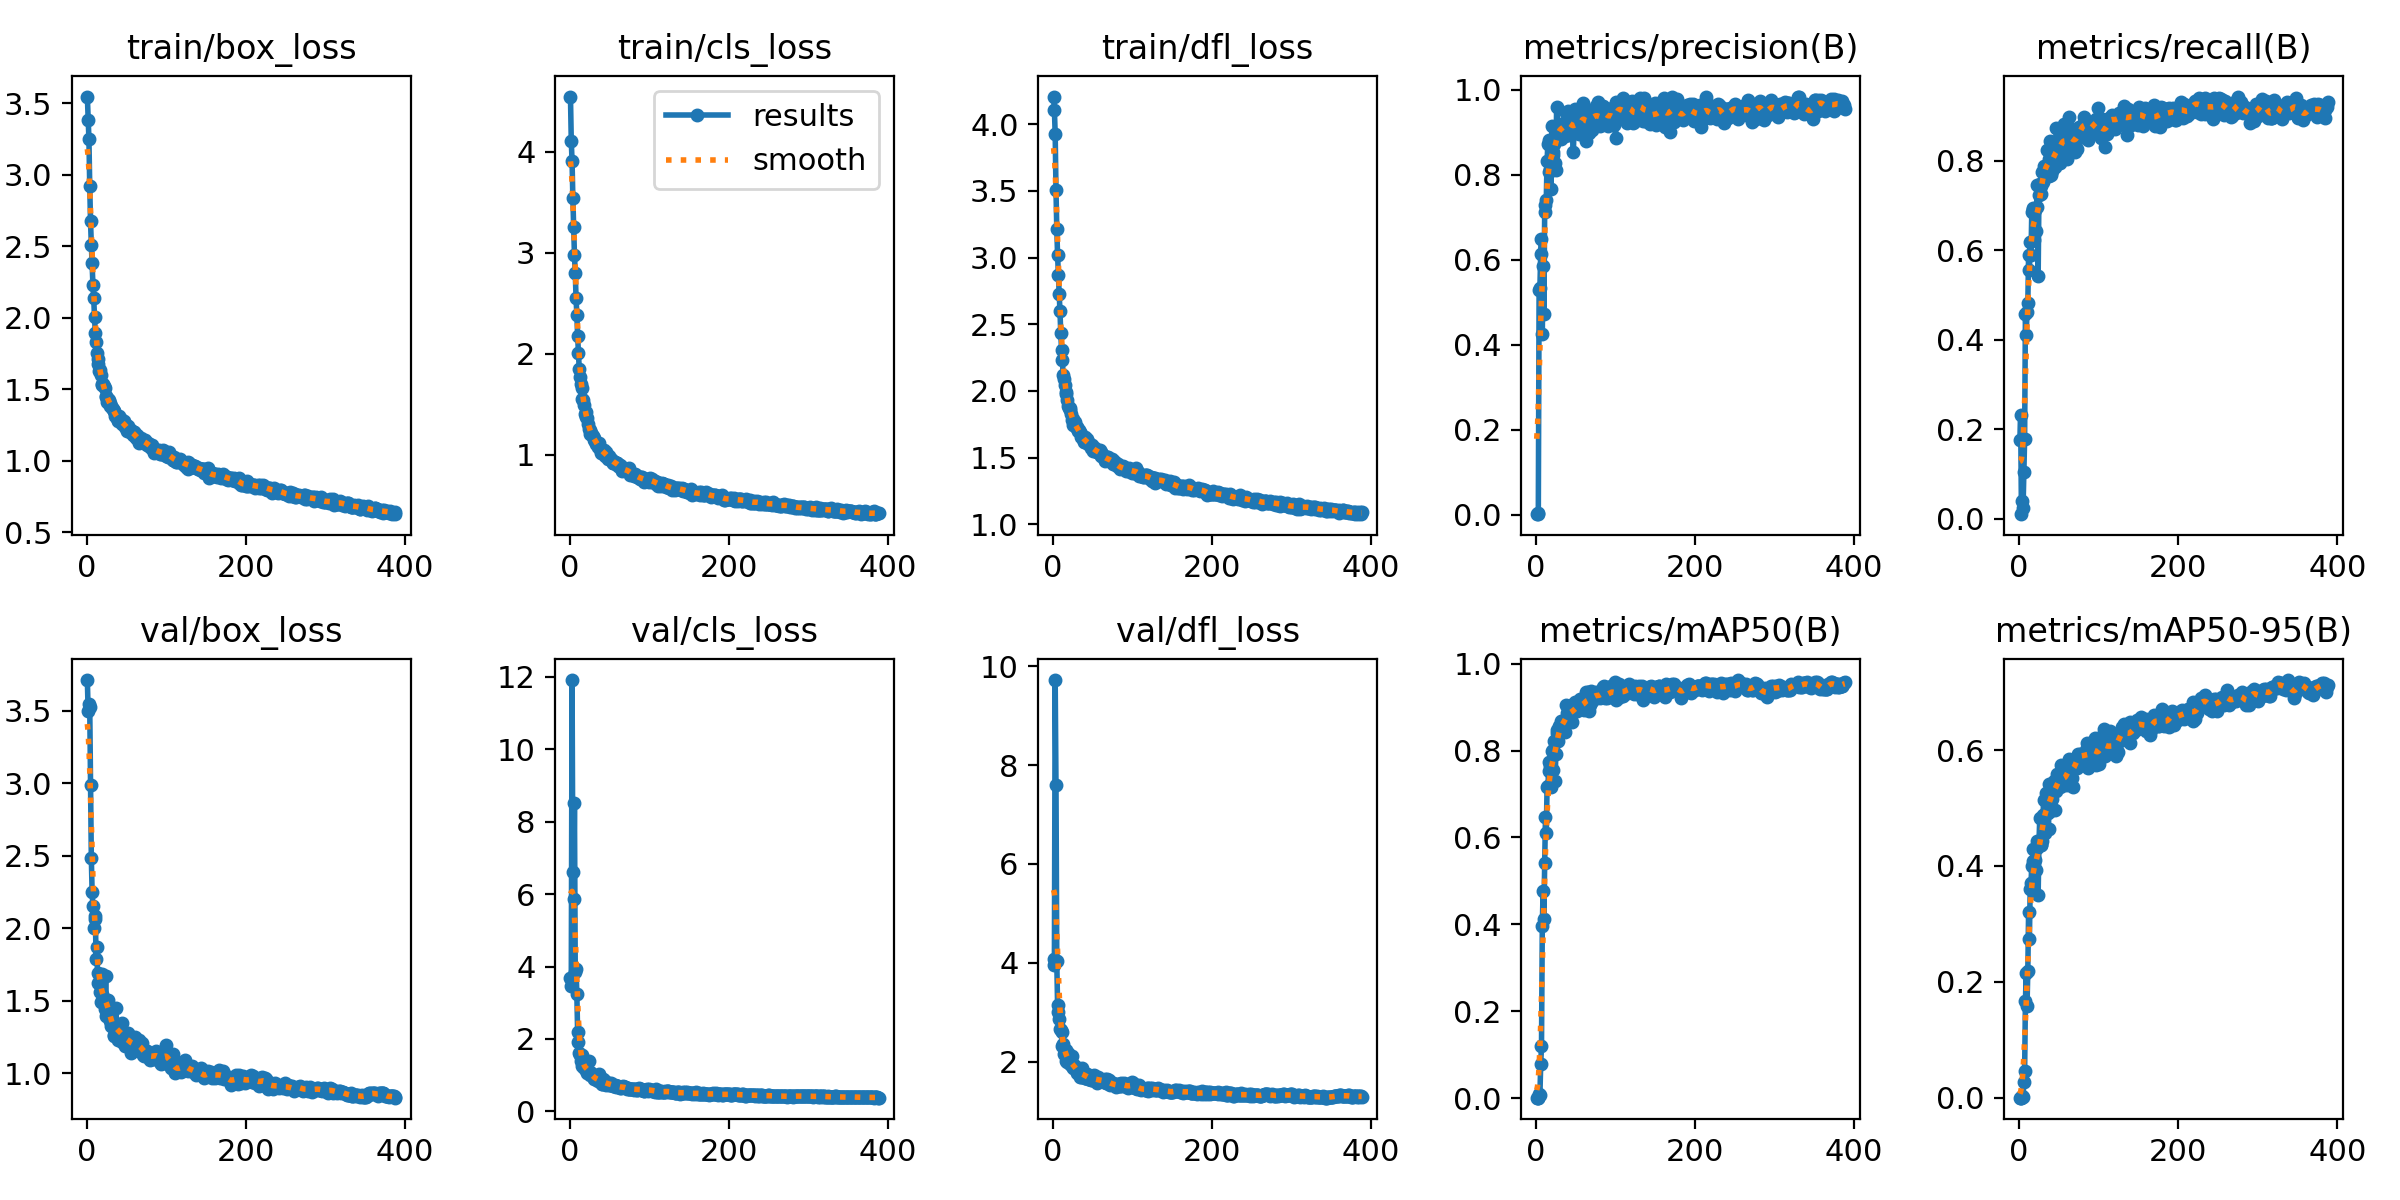 train/box_loss
3.5
3.0
2.5
2.0
1.5
1.0
0.5
0 200 400
train/cls_loss
results
smooth
4
3
2
1
0 200 400
train/dfl_loss
4.0
3.5
3.0
2.5
2.0
1.5
1.0
0 200 400
metrics/precision(B)
1.0
0.8
0.6
0.4
0.2
0.0
0 200 400
metrics/recall(B)
0.8
0.6
0.4
0.2
0.0
0 200 400
val/box_loss
3.5
3.0
2.5
2.0
1.5
1.0
0 200 400
val/cls_loss
12
10
8
6
4
2
0
0 200 400
val/dfl_loss
10
8
6
4
2
0 200 400
metrics/mAP50(B)
1.0
0.8
0.6
0.4
0.2
0.0
0 200 400
metrics/mAP50-95(B)
0.6
0.4
0.2
0.0
0 200 400